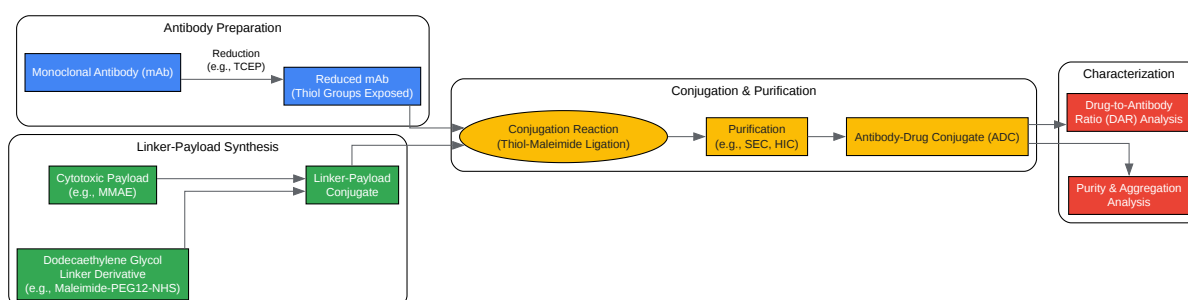 Antibody Preparation
Monoclonal Antibody (mAb)
Reduction
(e.g., TCEP)
Reduced mAb
(Thiol Groups Exposed)
Linker-Payload Synthesis
Cytotoxic Payload
(e.g., MMAE)
Linker-Payload
Conjugate
Dodecaethylene Glycol
Linker Derivative
(e.g., Maleimide-PEG12-NHS)
Conjugation & Purification
Conjugation Reaction
(Thiol-Maleimide Ligation)
Purification
(e.g., SEC, HIC)
Antibody-Drug Conjugate (ADC)
Characterization
Drug-to-Antibody
Ratio (DAR) Analysis
Purity & Aggregation
Analysis